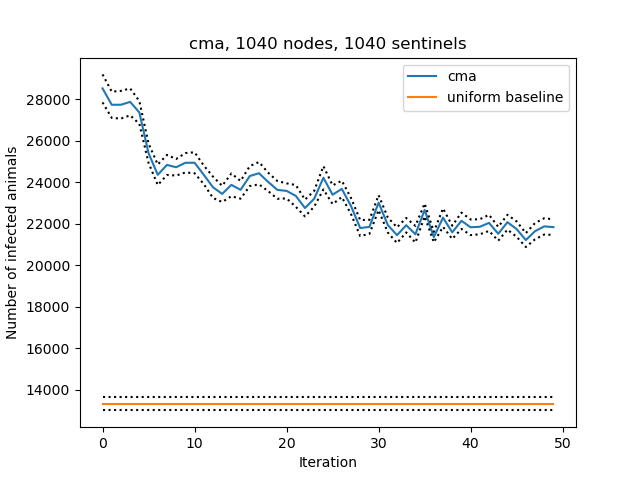 cma, 1040 nodes, 1040 sentinels
cma
uniform baseline
Number of infected animals
28000
26000
24000
22000
20000
18000
16000
14000
0 10 20 30 40 50
Iteration